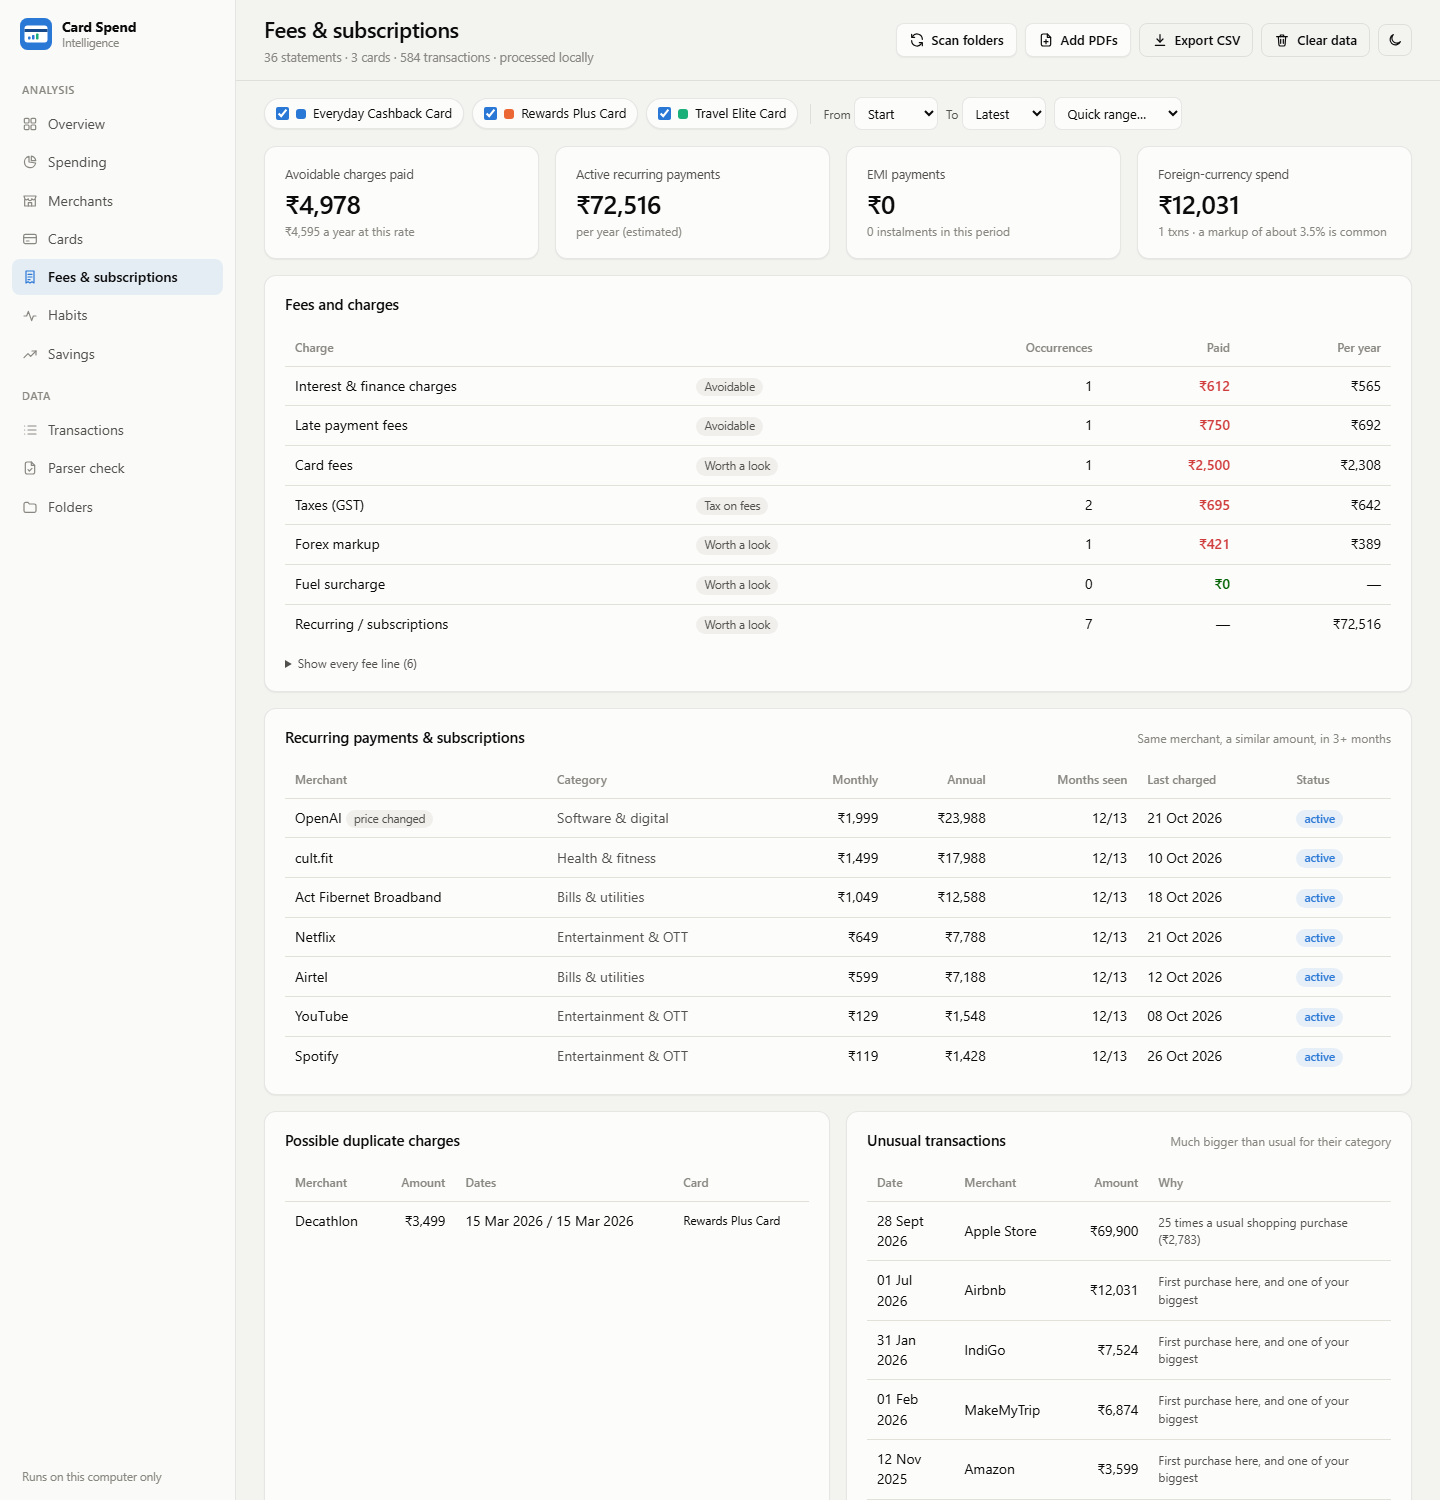 Card Spend
Intelligence
ANALYSIS
Overview
Spending
Merchants
Cards
Fees & subscriptions
Habits
Savings
DATA
Transactions
Parser check
Folders
Runs on this computer only
Fees & subscriptions
36 statements · 3 cards · 584 transactions · processed locally
Scan folders
Add PDFs
Export CSV
Clear data
Everyday Cashback Card
Rewards Plus Card
Travel Elite Card
From Start To Latest Quick range...
Avoidable charges paid
₹4,978
₹4,595 a year at this rate
Active recurring payments
₹72,516
per year (estimated)
EMI payments
₹0
0 instalments in this period
Foreign-currency spend
₹12,031
1 txns · a markup of about 3.5% is common
Fees and charges
Charge Occurrences Paid Per year
Interest & finance charges Avoidable 1 ₹612 ₹565
Late payment fees Avoidable 1 ₹750 ₹692
Card fees Worth a look 1 ₹2,500 ₹2,308
Taxes (GST) Tax on fees 2 ₹695 ₹642
Forex markup Worth a look 1 ₹421 ₹389
Fuel surcharge Worth a look 0 ₹0 —
Recurring / subscriptions Worth a look 7 — ₹72,516
Show every fee line (6)
Recurring payments & subscriptions
Same merchant, a similar amount, in 3+ months
Merchant Category Monthly Annual Months seen Last charged Status
OpenAI price changed Software & digital ₹1,999 ₹23,988 12/13 21 Oct 2026 active
cult.fit Health & fitness ₹1,499 ₹17,988 12/13 10 Oct 2026 active
Act Fibernet Broadband Bills & utilities ₹1,049 ₹12,588 12/13 18 Oct 2026 active
Netflix Entertainment & OTT ₹649 ₹7,788 12/13 21 Oct 2026 active
Airtel Bills & utilities ₹599 ₹7,188 12/13 12 Oct 2026 active
YouTube Entertainment & OTT ₹129 ₹1,548 12/13 08 Oct 2026 active
Spotify Entertainment & OTT ₹119 ₹1,428 12/13 26 Oct 2026 active
Possible duplicate charges
Merchant Amount Dates Card
Decathlon ₹3,499 15 Mar 2026 / 15 Mar 2026 Rewards Plus Card
Unusual transactions
Much bigger than usual for their category
Date Merchant Amount Why
28 Sept 2026 Apple Store ₹69,900 25 times a usual shopping purchase (₹2,783)
01 Jul 2026 Airbnb ₹12,031 First purchase here, and one of your biggest
31 Jan 2026 IndiGo ₹7,524 First purchase here, and one of your biggest
01 Feb 2026 MakeMyTrip ₹6,874 First purchase here, and one of your biggest
12 Nov 2025 Amazon ₹3,599 First purchase here, and one of your biggest